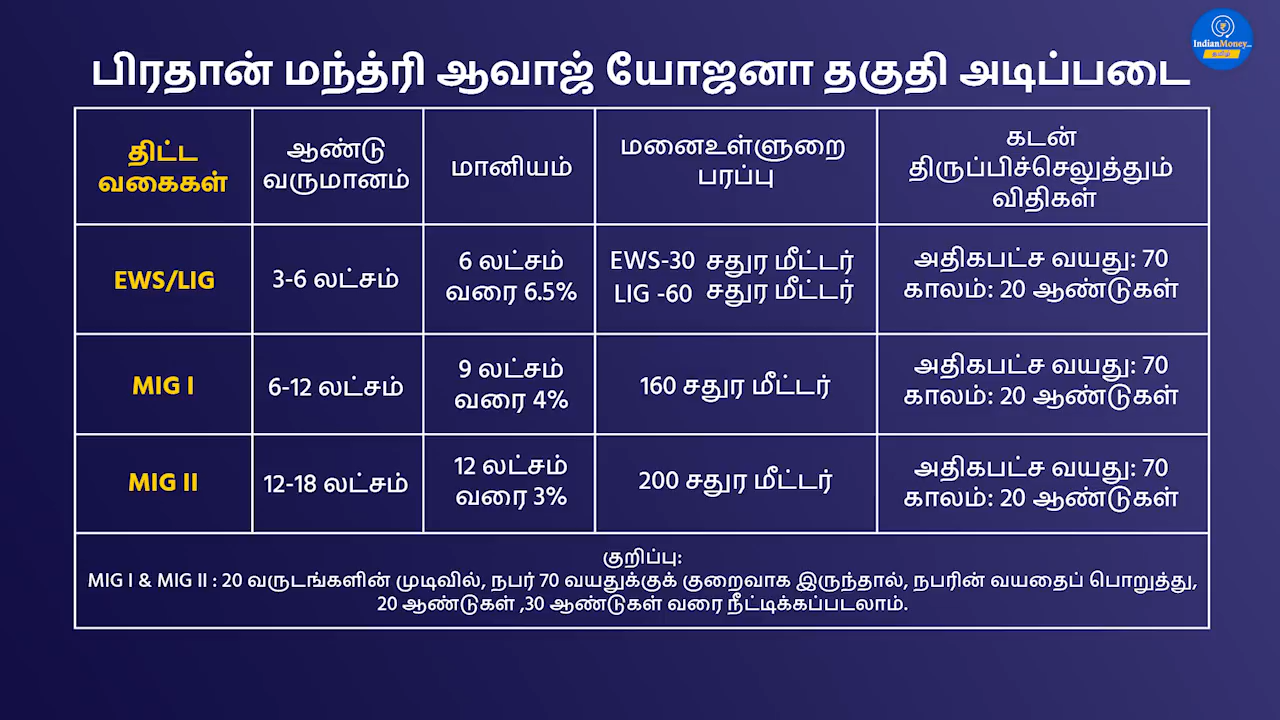 IndianMoney
தமிழ்
பிரதான் மந்த்ரி ஆவாஜ் யோஜனா தகுதி அடிப்படை
திட்ட
வகைகள்
ஆண்டு
வருமானம்
மானியம்
மனைஉள்ளுறை
பரப்பு
கடன்
திருப்பிச்செலுத்தும்
விதிகள்
EWS/LIG
3-6 லட்சம்
6 லட்சம்
வரை 6.5%
EWS-30 சதுர மீட்டர்
LIG -60 சதுர மீட்டர்
அதிகபட்ச வயது: 70
காலம்: 20 ஆண்டுகள்
MIG I
6-12 லட்சம்
9 லட்சம்
வரை 4%
160 சதுர மீட்டர்
அதிகபட்ச வயது: 70
காலம்: 20 ஆண்டுகள்
MIG II
12-18 லட்சம்
12 லட்சம்
வரை 3%
200 சதுர மீட்டர்
அதிகபட்ச வயது: 70
காலம்: 20 ஆண்டுகள்
குறிப்பு:
MIG I & MIG II : 20 வருடங்களின் முடிவில், நபர் 70 வயதுக்குக் குறைவாக இருந்தால், நபரின் வயதைப் பொறுத்து,
20 ஆண்டுகள் ,30 ஆண்டுகள் வரை நீட்டிக்கப்படலாம்.